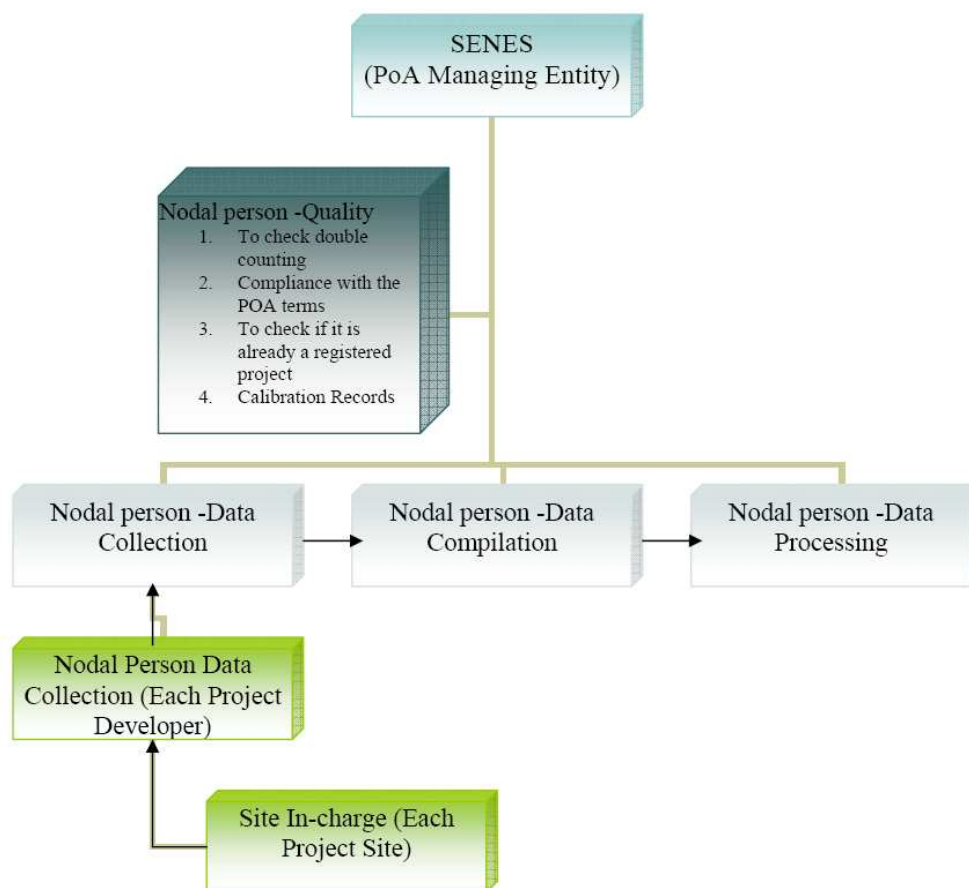 SENES
(PoA Managing Entity)
Nodal person -Quality
1. To check double
counting
2. Compliance with the
POA terms
3. To check if it is
already a registered
project
4. Calibration Records
Nodal person -Data
Collection
Nodal person -Data
Compilation
Nodal person -Data
Processing
Nodal Person Data
Collection (Each Project
Developer)
Site In-charge (Each
Project Site)